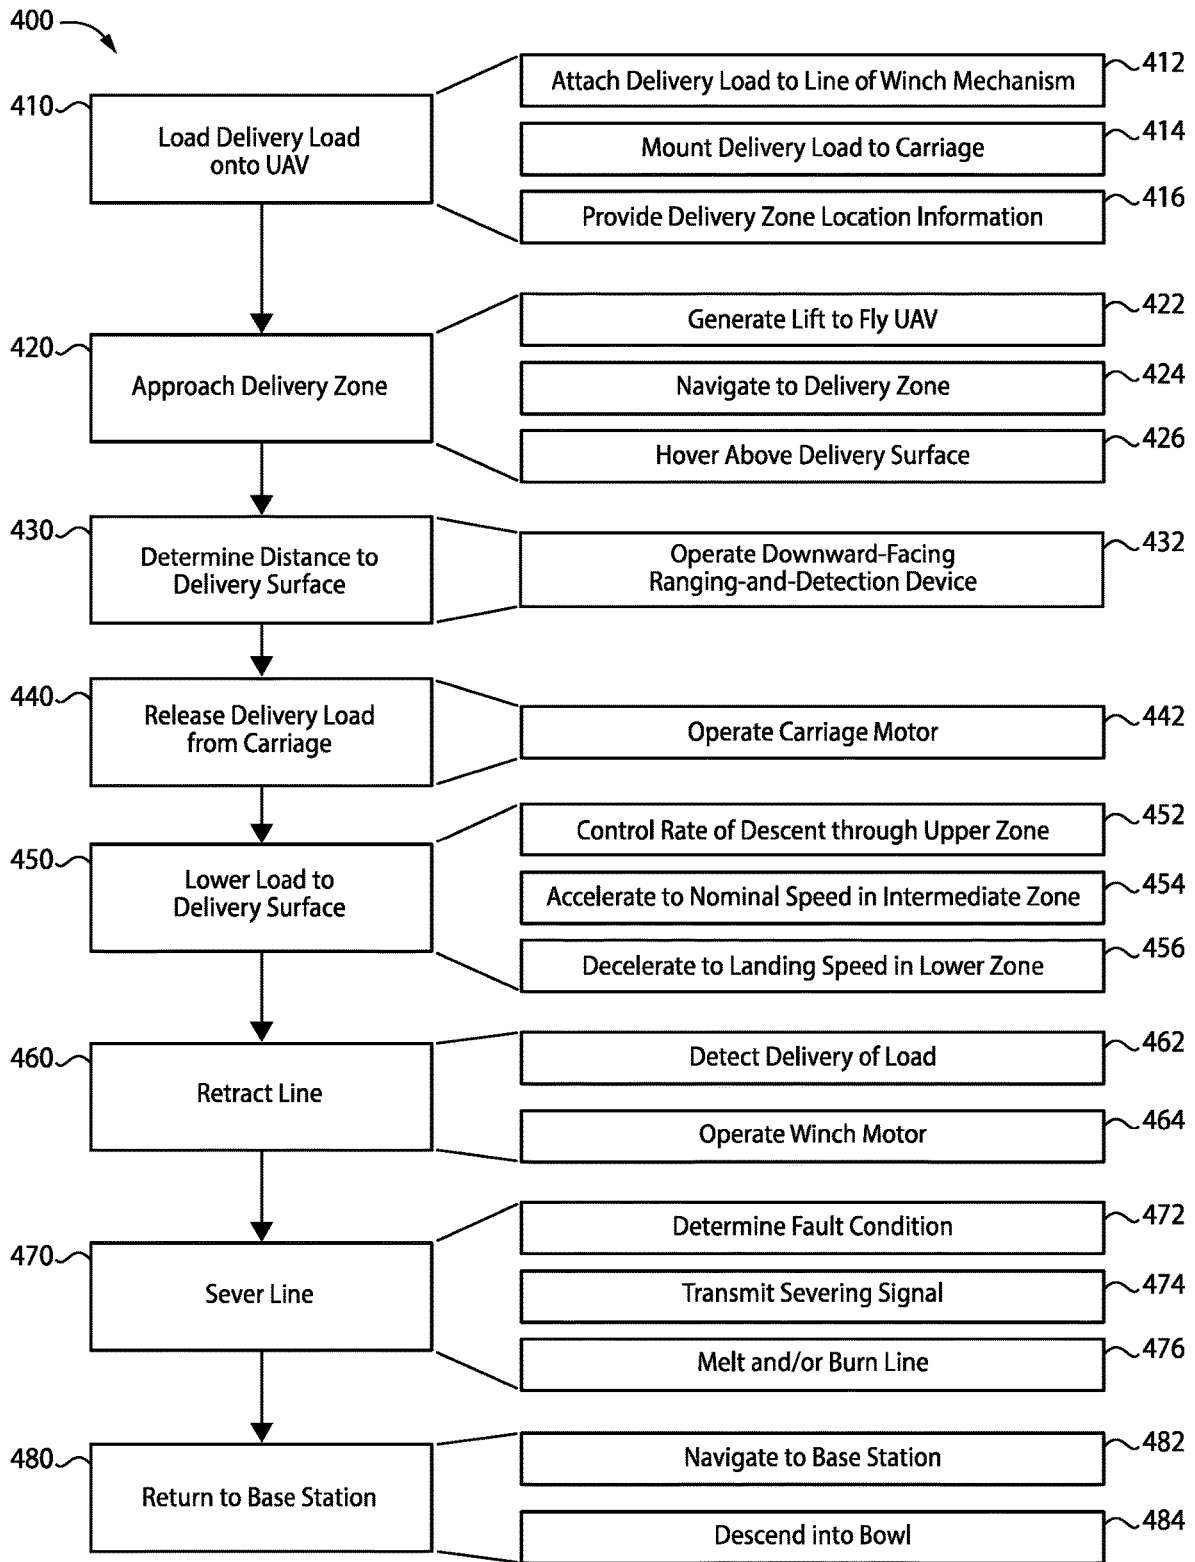 400
410
Load Delivery Load
onto UAV
Attach Delivery Load to Line of Winch Mechanism
412
Mount Delivery Load to Carriage
414
Provide Delivery Zone Location Information
416
420
Approach Delivery Zone
Generate Lift to Fly UAV
422
Navigate to Delivery Zone
424
Hover Above Delivery Surface
426
430
Determine Distance to
Delivery Surface
Operate Downward-Facing
Ranging-and-Detection Device
432
440
Release Delivery Load
from Carriage
Operate Carriage Motor
442
450
Lower Load to
Delivery Surface
Control Rate of Descent through Upper Zone
452
Accelerate to Nominal Speed in Intermediate Zone
454
Decelerate to Landing Speed in Lower Zone
456
460
Retract Line
Detect Delivery of Load
462
Operate Winch Motor
464
470
Sever Line
Determine Fault Condition
472
Transmit Severing Signal
474
Melt and/or Burn Line
476
480
Return to Base Station
Navigate to Base Station
482
Descend into Bowl
484